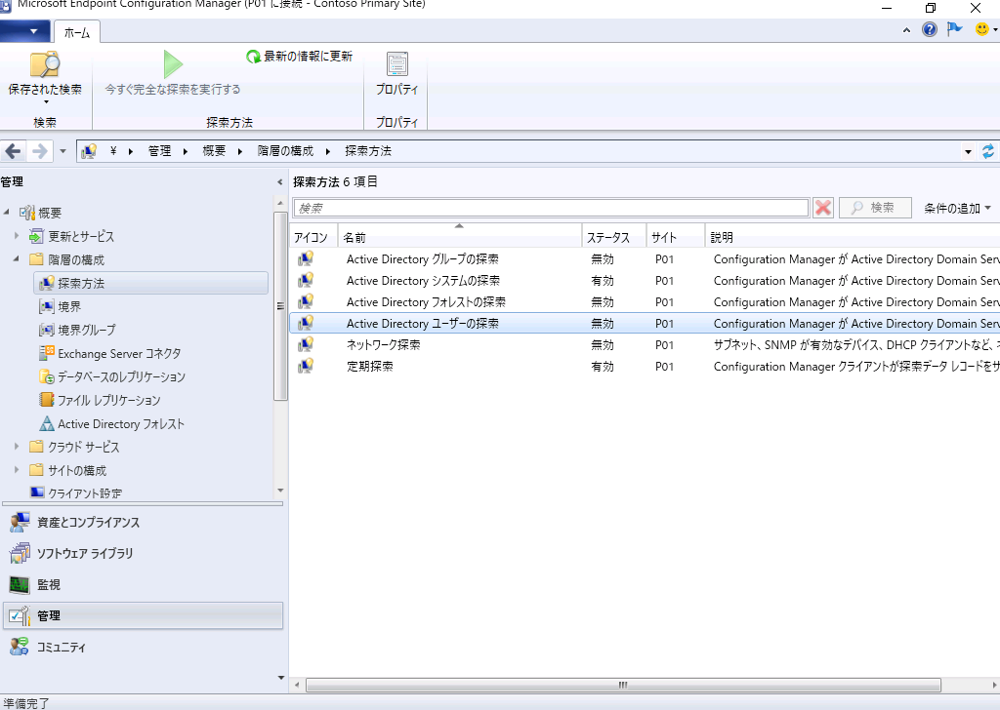 Microsoft Endpoint Configuration Manager (P01 に接続 - Contoso Primary Site)
ホーム
保存された検索
検索
今すぐ完全な探索を実行する
最新の情報に更新
探索方法
プロパティ
プロパティ
¥ 管理 概要 階層の構成 探索方法
管理
概要
更新とサービス
階層の構成
探索方法
境界
境界グループ
Exchange Server コネクタ
データベースのレプリケーション
ファイル レプリケーション
Active Directory フォレスト
クラウド サービス
サイトの構成
クライアント設定
資産とコンプライアンス
ソフトウェア ライブラリ
監視
管理
コミュニティ
探索方法 6 項目
検索 検索 条件の追加
アイコン 名前 ステータス サイト 説明
Active Directory グループの探索 無効 P01 Configuration Manager が Active Directory Domain Serv
Active Directory システムの探索 有効 P01 Configuration Manager が Active Directory Domain Serv
Active Directory フォレストの探索 無効 P01 Configuration Manager が Active Directory Domain Serv
Active Directory ユーザーの探索 無効 P01 Configuration Manager が Active Directory Domain Serv
ネットワーク探索 無効 P01 サブネット、SNMP が有効なデバイス、DHCP クライアントなど、ネ
定期探索 有効 P01 Configuration Manager クライアントが探索データ レコードをサ
準備完了